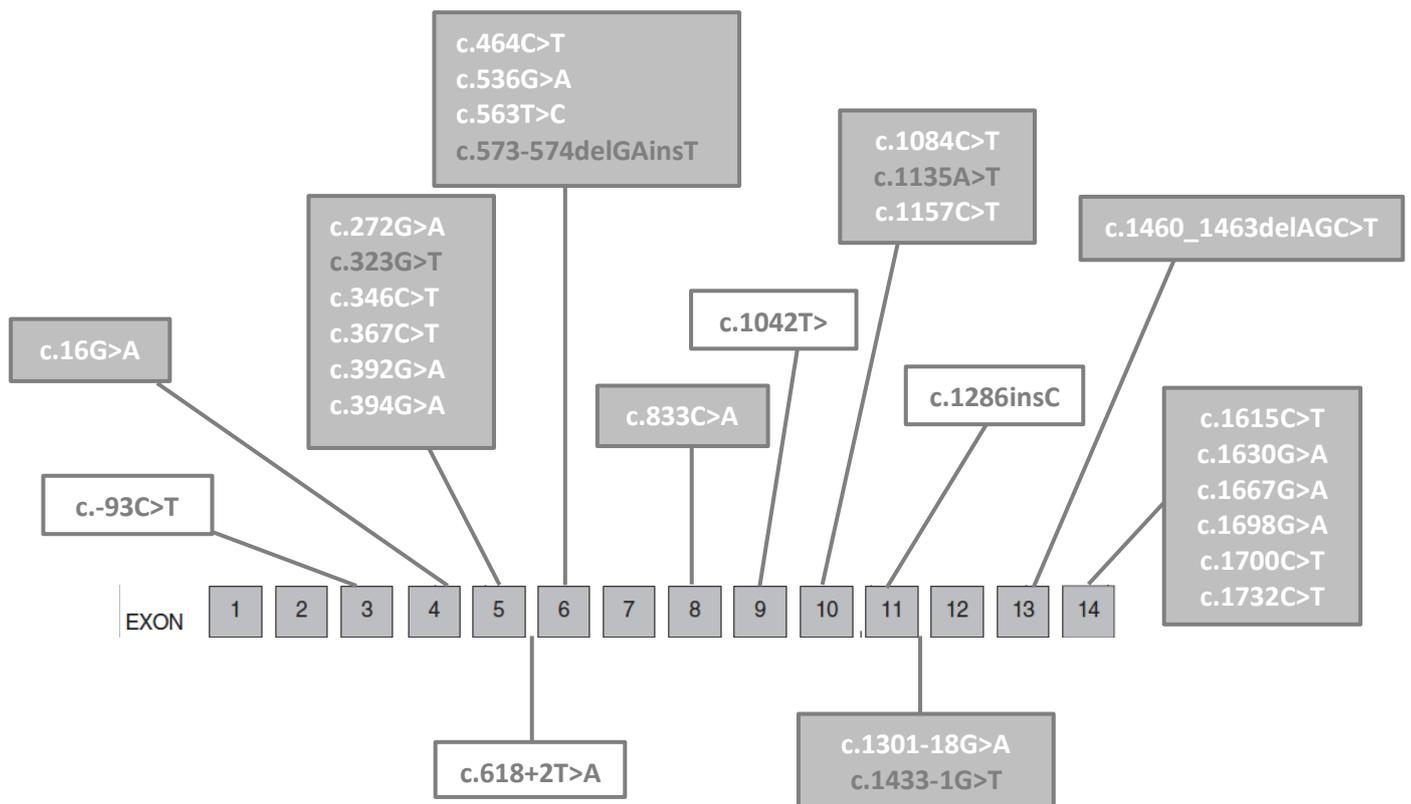 c.464C>T
c.536G>A
c.563T>C
c.573-574delGAinsT
c.1084C>T
c.1135A>T
c.1157C>T
c.272G>A
c.323G>T
c.346C>T
c.367C>T
c.392G>A
c.394G>A
c.1460_1463delAGC>T
c.1042T>
c.16G>A
c.833C>A
c.1286insC
c.1615C>T
c.1630G>A
c.1667G>A
c.1698G>A
c.1700C>T
c.1732C>T
c.-93C>T
EXON 1 2 3 4 5 6 7 8 9 10 11 12 13 14
c.618+2T>A
c.1301-18G>A
c.1433-1G>T